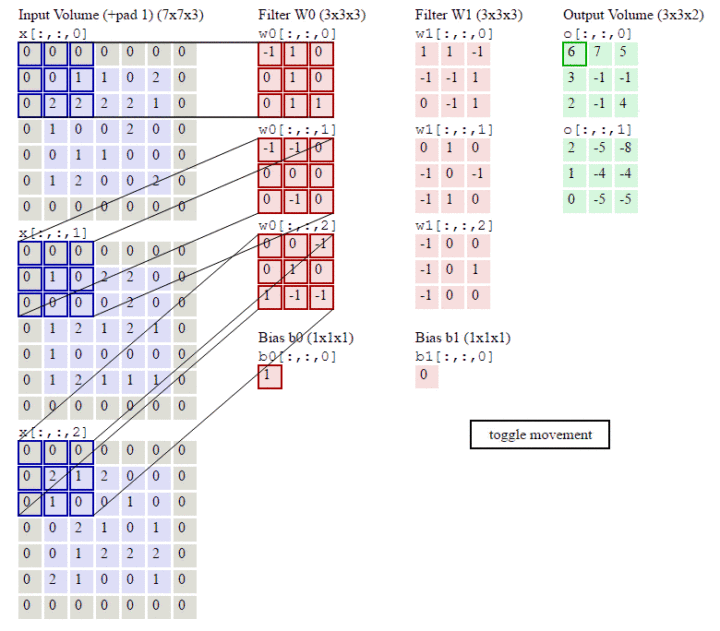 Input Volume (+pad 1) (7x7x3)
x[:,:,0]
0 0 0 0 0 0 0
0 0 1 1 0 2 0
0 2 2 2 2 1 0
0 1 0 0 2 0 0
0 0 1 1 0 0 0
0 1 2 0 0 2 0
0 0 0 0 0 0 0
x[:,:,1]
0 0 0 0 0 0 0
0 1 0 2 2 0 0
0 0 0 0 2 0 0
0 1 2 1 2 1 0
0 1 0 0 0 0 0
0 1 2 1 1 1 0
0 0 0 0 0 0 0
x[:,:,2]
0 0 0 0 0 0 0
0 2 1 2 0 0 0
0 1 0 0 1 0 0
0 0 2 1 0 1 0
0 0 1 2 2 2 0
0 2 1 0 0 1 0
0 0 0 0 0 0 0
Filter W0 (3x3x3)
w0[:,:,0]
-1 1 0
0 1 0
0 1 1
w0[:,:,1]
-1 -1 0
0 0 0
0 -1 0
w0[:,:,2]
0 0 -1
0 1 0
1 -1 -1
Bias b0 (1x1x1)
b0[:,:,0]
1
Filter W1 (3x3x3)
w1[:,:,0]
1 1 -1
-1 -1 1
0 -1 1
w1[:,:,1]
0 1 0
-1 0 -1
-1 1 0
w1[:,:,2]
-1 0 0
-1 0 1
-1 0 0
Bias b1 (1x1x1)
b1[:,:,0]
0
Output Volume (3x3x2)
o[:,:,0]
6 7 5
3 -1 -1
2 -1 4
o[:,:,1]
2 -5 -8
1 -4 -4
0 -5 -5
toggle movement